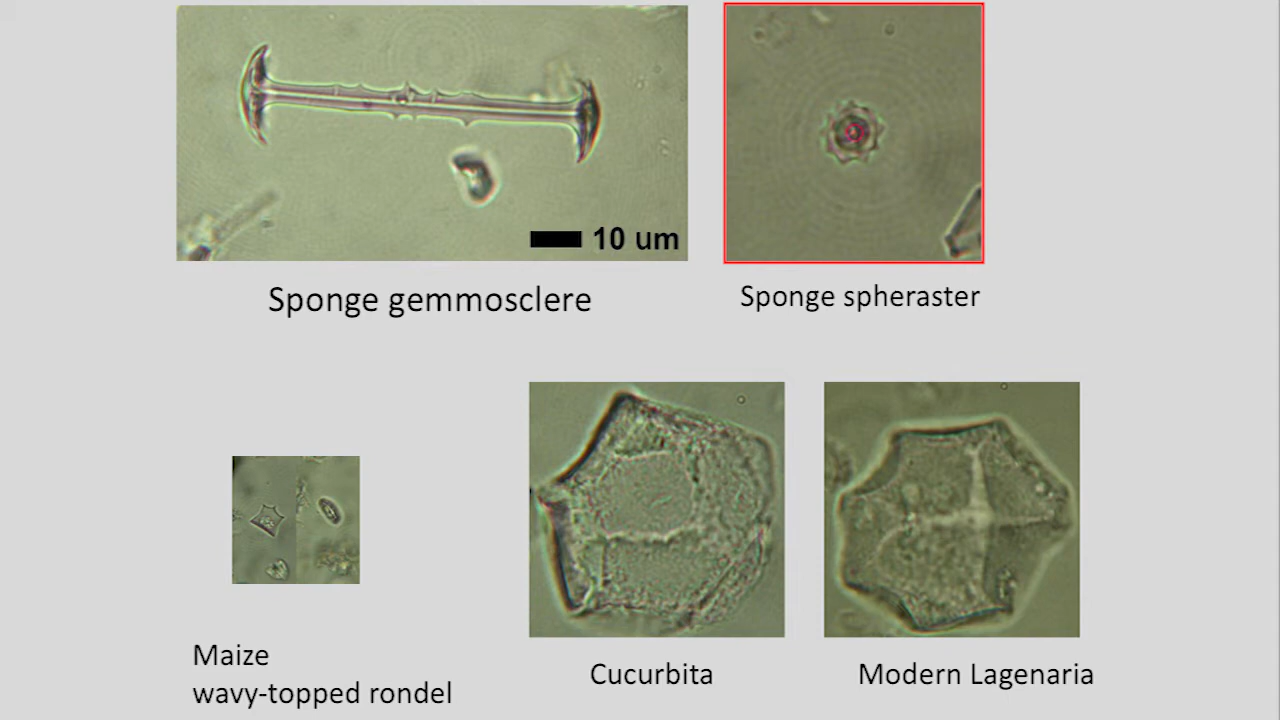 10 um
Sponge gemmosclere
Sponge spheraster
Maize
wavy-topped rondel
Cucurbita
Modern Lagenaria